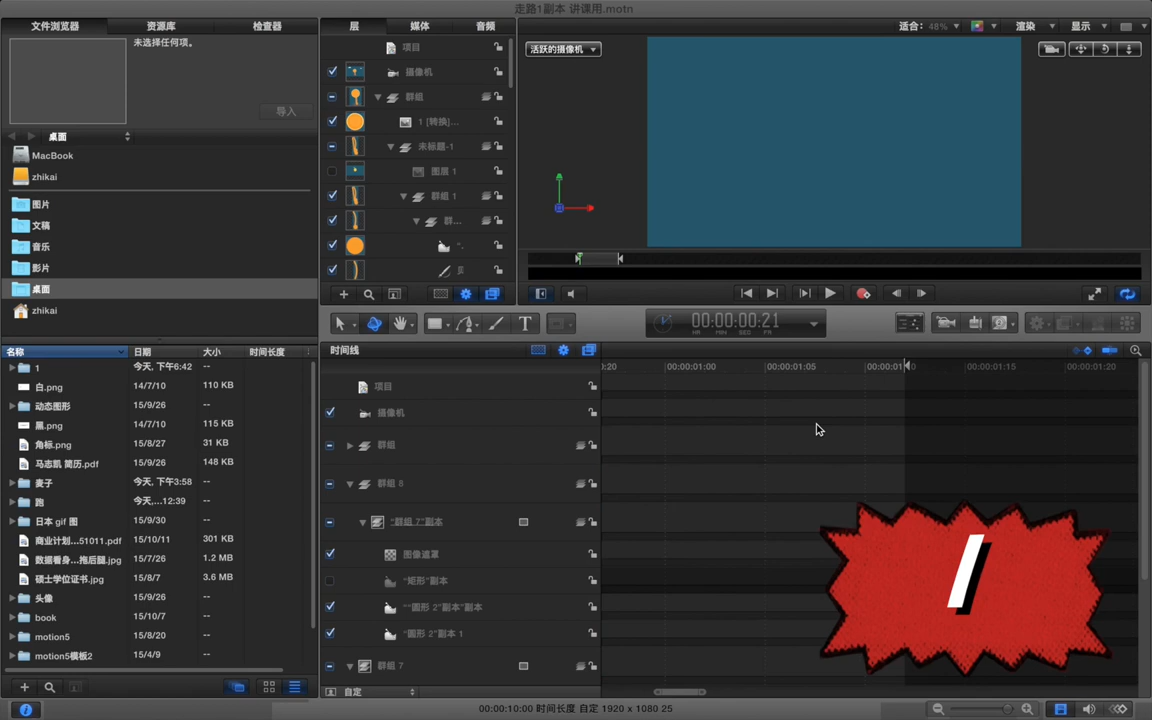 走路1副本 讲课用.motn
文件浏览器
资源库
检查器
未选择任何项。
导入
桌面
MacBook
zhikai
图片
文稿
音乐
影片
桌面
zhikai
名称 日期 大小 时间长度
1 今天, 下午6:42 --
白.png 14/7/10 110 KB
动态图形 15/9/26 --
黑.png 14/7/10 115 KB
角标.png 15/8/27 31 KB
马志凯 简历.pdf 15/9/26 148 KB
麦子 今天, 下午3:58 --
跑 今天,...12:39 --
日本 gif 图 15/9/30 --
商业计划...51011.pdf 15/10/11 301 KB
数据看身...拖后腿.jpg 15/7/26 1.2 MB
硕士学位证书.jpg 15/8/7 3.6 MB
头像 15/9/26 --
book 15/10/7 --
motion5 15/8/20 --
motion5模板2 15/4/9 --
层
媒体
音频
项目
摄像机
群组
1 [转换]...
未标题-1
图层 1
群组 1
群...
适合: 48%
渲染
显示
活跃的摄像机
T
00:00:00:21
HR MIN SEC FR
时间线
项目
摄像机
群组
群组 8
"群组 7"副本
图像遮罩
"矩形"副本
""圆形 2"副本"副本
"圆形 2"副本 1
群组 7
自定
:0:20 00:00:01:00 00:00:01:05 00:00:01:10 00:00:01:15 00:00:01:20
00:00:10:00 时间长度 自定 1920 x 1080 25